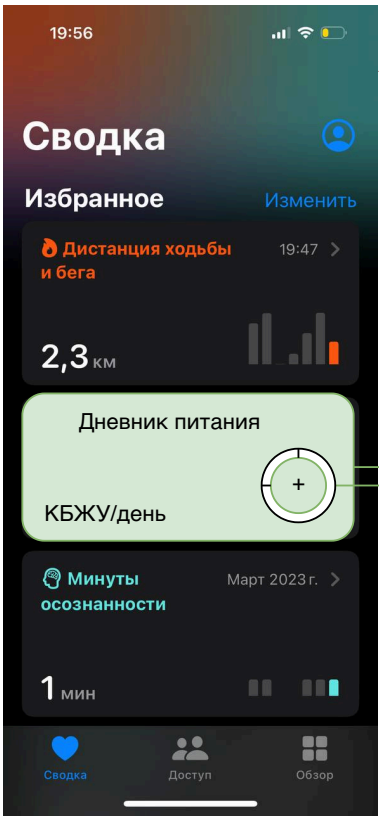 19:56
Сводка
Избранное
Изменить
Дистанция ходьбы
и бега
19:47
2,3 км
Дневник питания
+
КБЖУ/день
Минуты
осознанности
Март 2023 г.
1 мин
Сводка
Доступ
Обзор